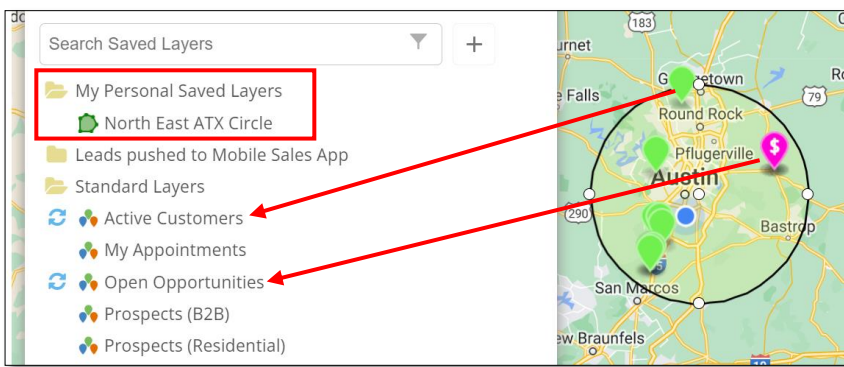 Search Saved Layers
My Personal Saved Layers
North East ATX Circle
Leads pushed to Mobile Sales App
Standard Layers
Active Customers
My Appointments
Open Opportunities
Prospects (B2B)
Prospects (Residential)
183
urnet
Falls
79
Round Rock
Pflugerville
$
Austin
290
Bastrop
San Marcos
ew Braunfels
10